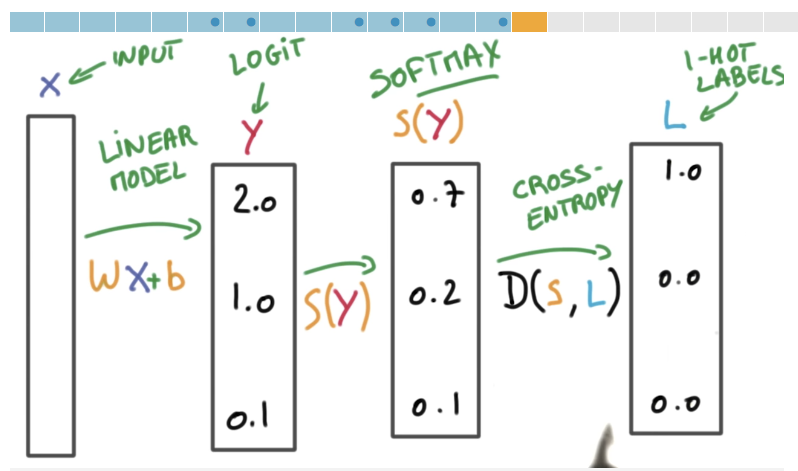 X
INPUT
LINEAR
MODEL
WX+b
LOGIT
Y
2.0
1.0
0.1
S(Y)
SOFTMAX
S(Y)
0.7
0.2
0.1
CROSS-
ENTROPY
D(S,L)
1-HOT
LABELS
L
1.0
0.0
0.0